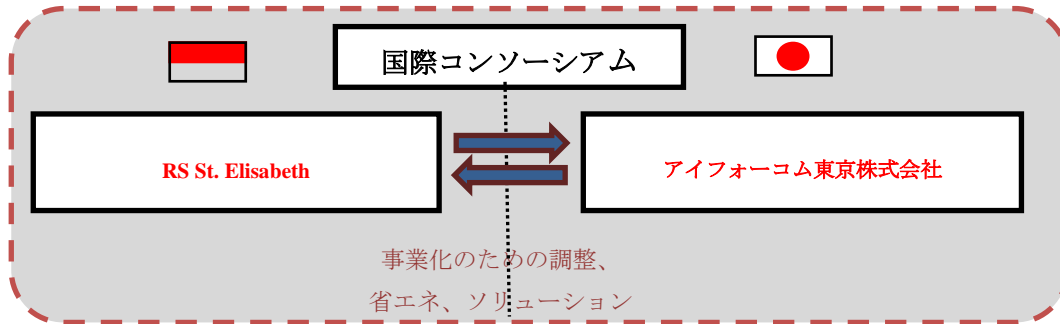 国際コンソーシアム
RS St. Elisabeth
アイフォーコム東京株式会社
事業化のための調整、
省エネ、ソリューション